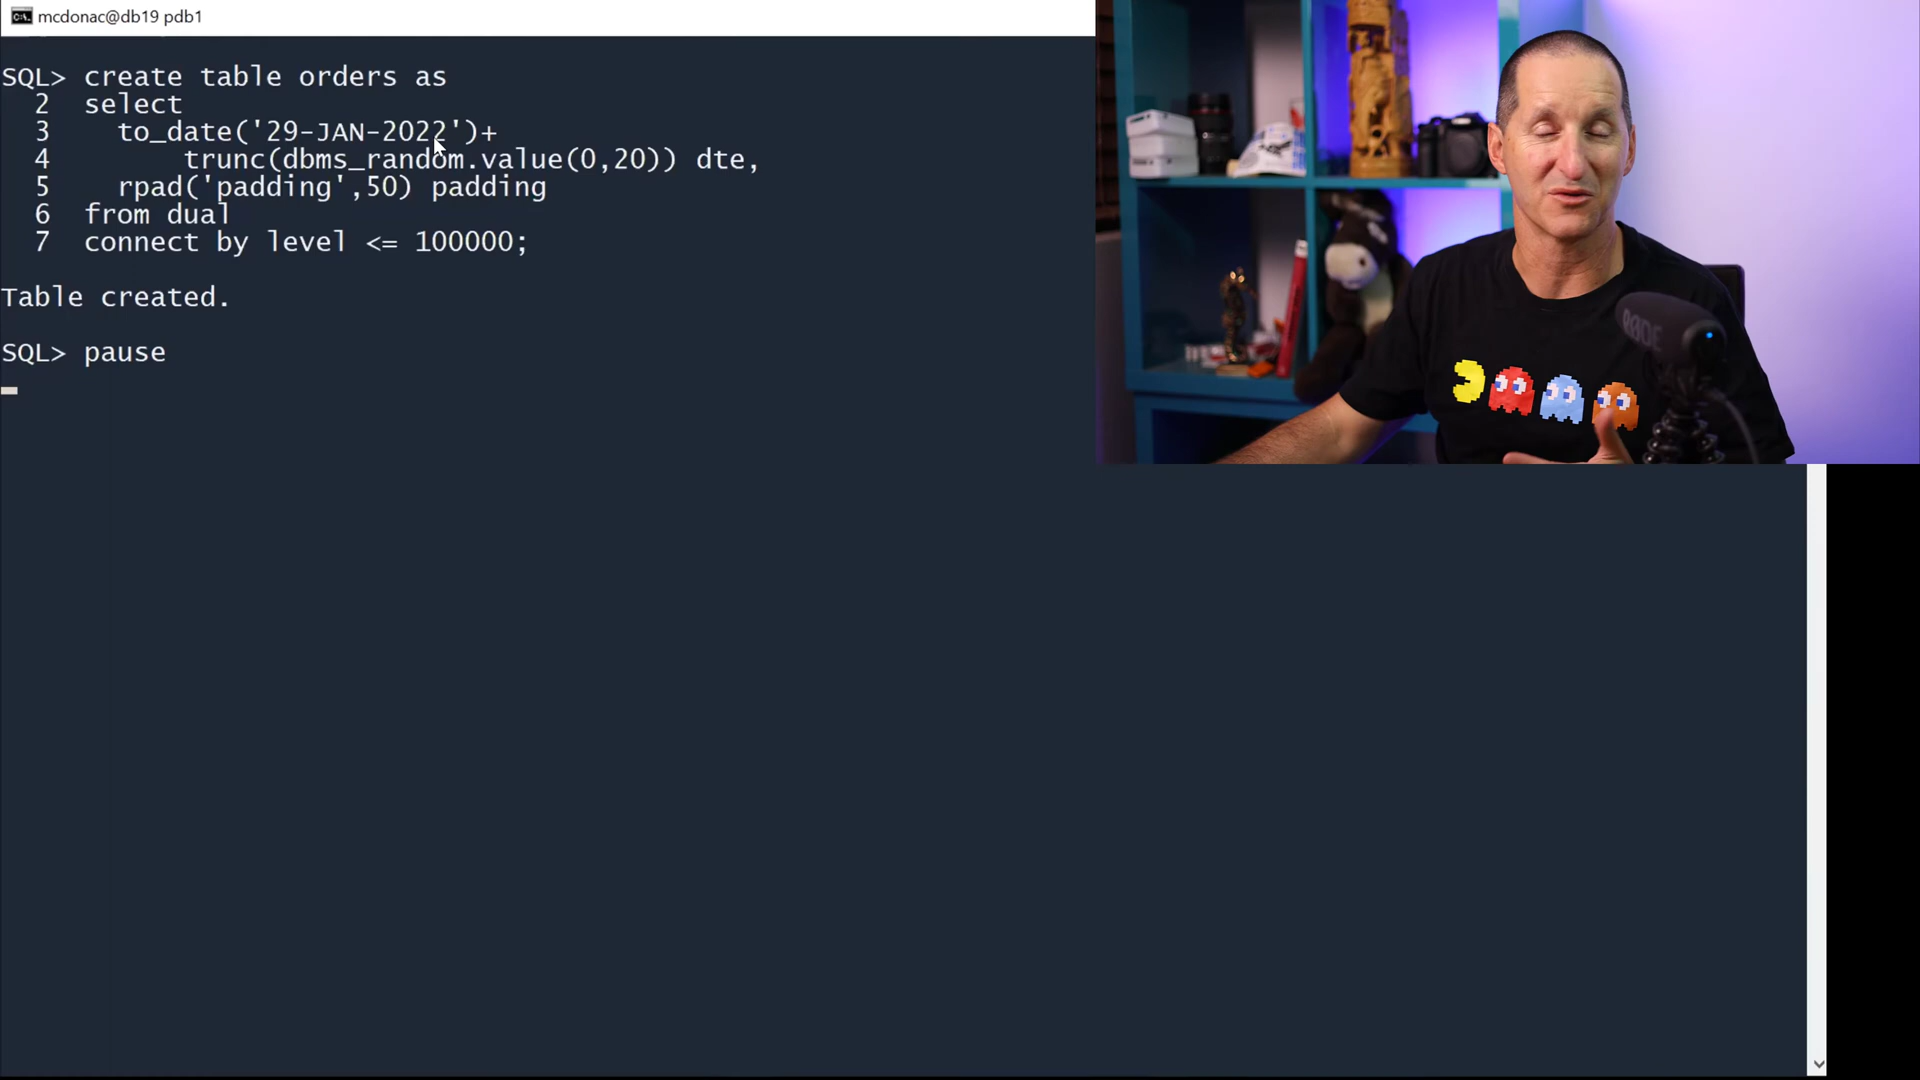 mcdonac@db19 pdb1
SQL> create table orders as
2 select
3 to_date('29-JAN-2022')+
4 trunc(dbms_random.value(0,20)) dte,
5 rpad('padding',50) padding
6 from dual
7 connect by level <= 100000;
Table created.
SQL> pause
RØDE